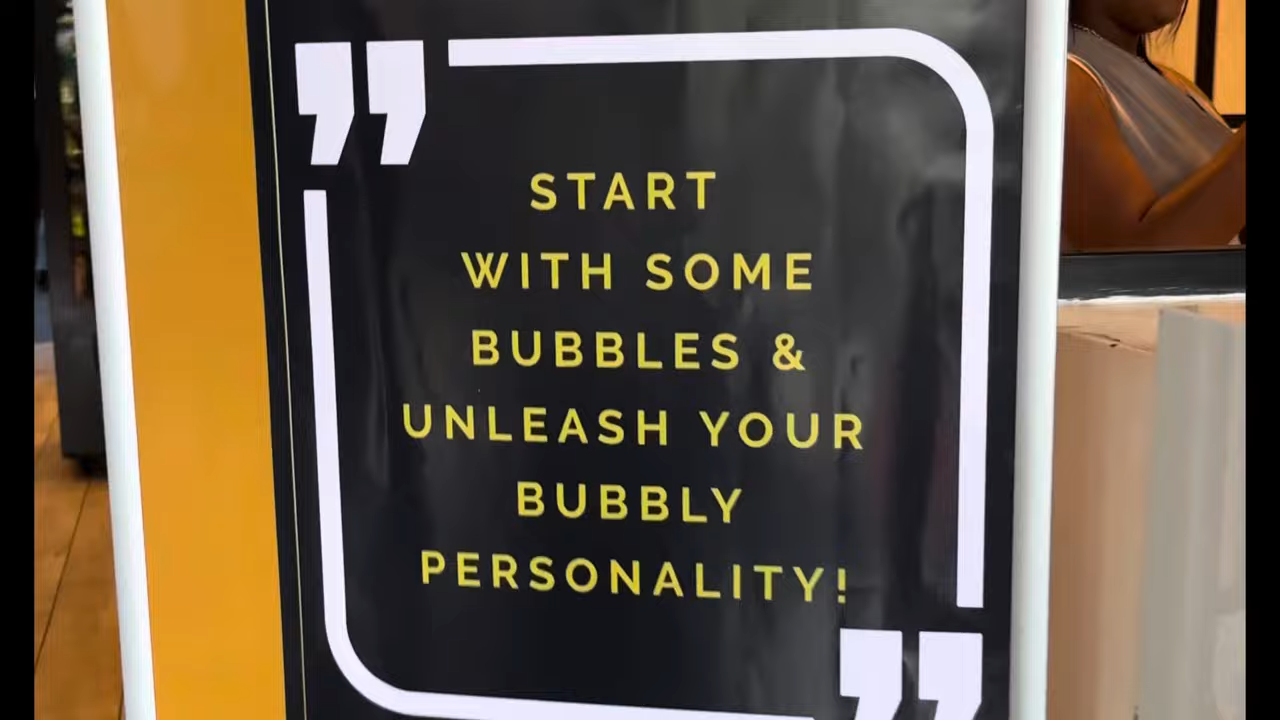 START
WITH SOME
BUBBLES &
UNLEASH YOUR
BUBBLY
PERSONALITY!